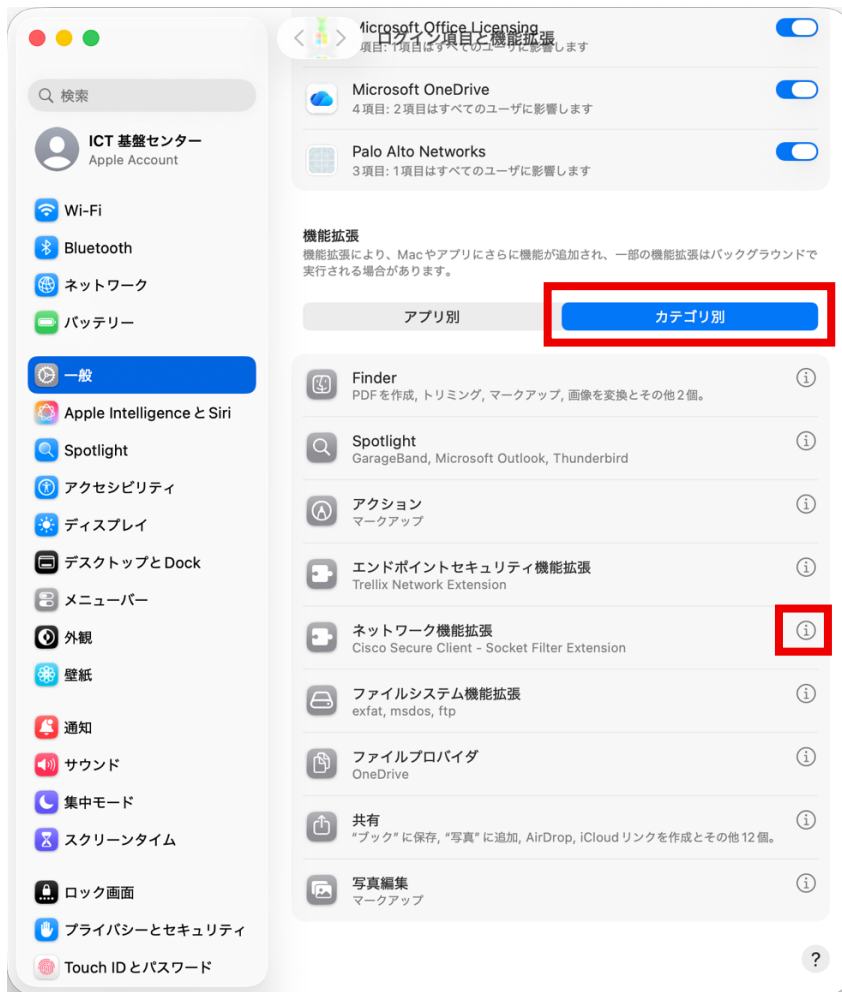 検索
ICT 基盤センター
Apple Account
Wi-Fi
Bluetooth
ネットワーク
バッテリー
一般
Apple Intelligence と Siri
Spotlight
アクセシビリティ
ディスプレイ
デスクトップと Dock
メニューバー
外観
壁紙
通知
サウンド
集中モード
スクリーンタイム
ロック画面
プライバシーとセキュリティ
Touch ID とパスワード
Microsoft Office Licensing
ログイン項目と機能拡張
1項目: 1項目はすべてのユーザに影響します
Microsoft OneDrive
4項目: 2項目はすべてのユーザに影響します
Palo Alto Networks
3項目: 1項目はすべてのユーザに影響します
機能拡張
機能拡張により、Mac やアプリにさらに機能が追加され、一部の機能拡張はバックグラウンドで
実行される場合があります。
アプリ別
カテゴリ別
Finder
PDF を作成, トリミング, マークアップ, 画像を変換とその他 2 個。
Spotlight
GarageBand, Microsoft Outlook, Thunderbird
アクション
マークアップ
エンドポイントセキュリティ機能拡張
Trellix Network Extension
ネットワーク機能拡張
Cisco Secure Client - Socket Filter Extension
ファイルシステム機能拡張
exfat, msdos, ftp
ファイルプロバイダ
OneDrive
共有
“ブック” に保存, “写真” に追加, AirDrop, iCloud リンクを作成とその他 12 個。
写真編集
マークアップ
?